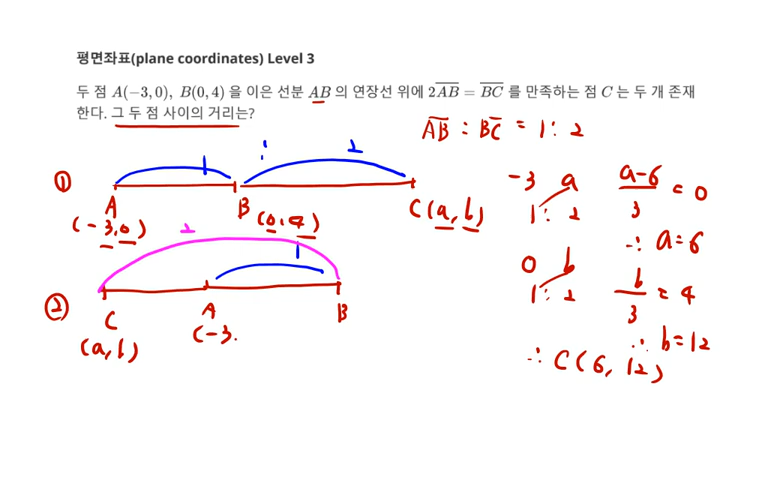 평면좌표(plane coordinates) Level 3
두 점 A(−3, 0), B(0, 4) 을 이은 선분 AB 의 연장선 위에 2AB = BC 를 만족하는 점 C 는 두 개 존재
한다. 그 두 점 사이의 거리는?
AB : BC = 1 : 2
① 1 : 2
A B C(a, b)
(-3, 0) (0, 4)
-3 a
1 : 2
a-6/3 = 0
∴ a=6
0 b
1 : 2
b/3 = 4
∴ b=12
∴ C(6, 12)
② 2 1
C A B
(a, b) (-3.